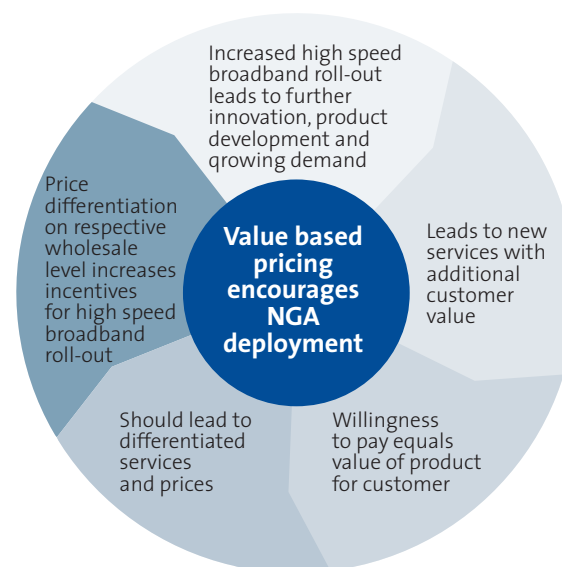 Increased high speed
broadband roll-out
leads to further
innovation, product
development and
qrowing demand
Leads to new
services with
additional
customer
value
Willingness
to pay equals
value of product
for customer
Should lead to
differentiated
services
and prices
Price
differentiation
on respective
wholesale
level increases
incentives
for high speed
broadband
roll-out
Value based
pricing
encourages
NGA
deployment